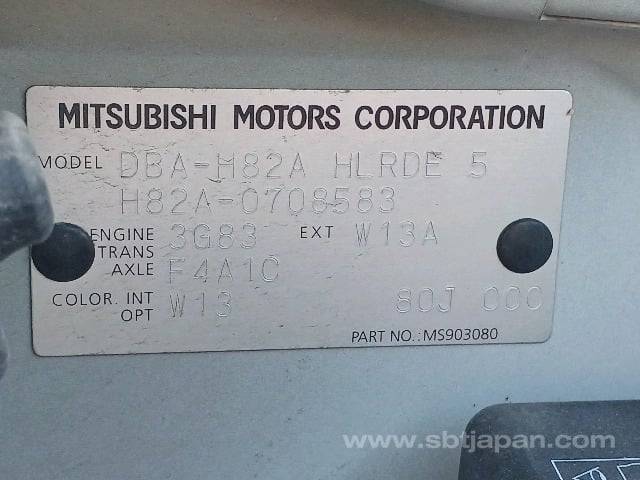 MITSUBISHI MOTORS CORPORATION
MODEL DBA-H82A HLRDE 5
H82A-0708583
ENGINE 3G83 EXT W13A
TRANS
AXLE F4A1C
COLOR. INT W13 80J 000
OPT
PART NO.:MS903080
www.sbtjapan.com